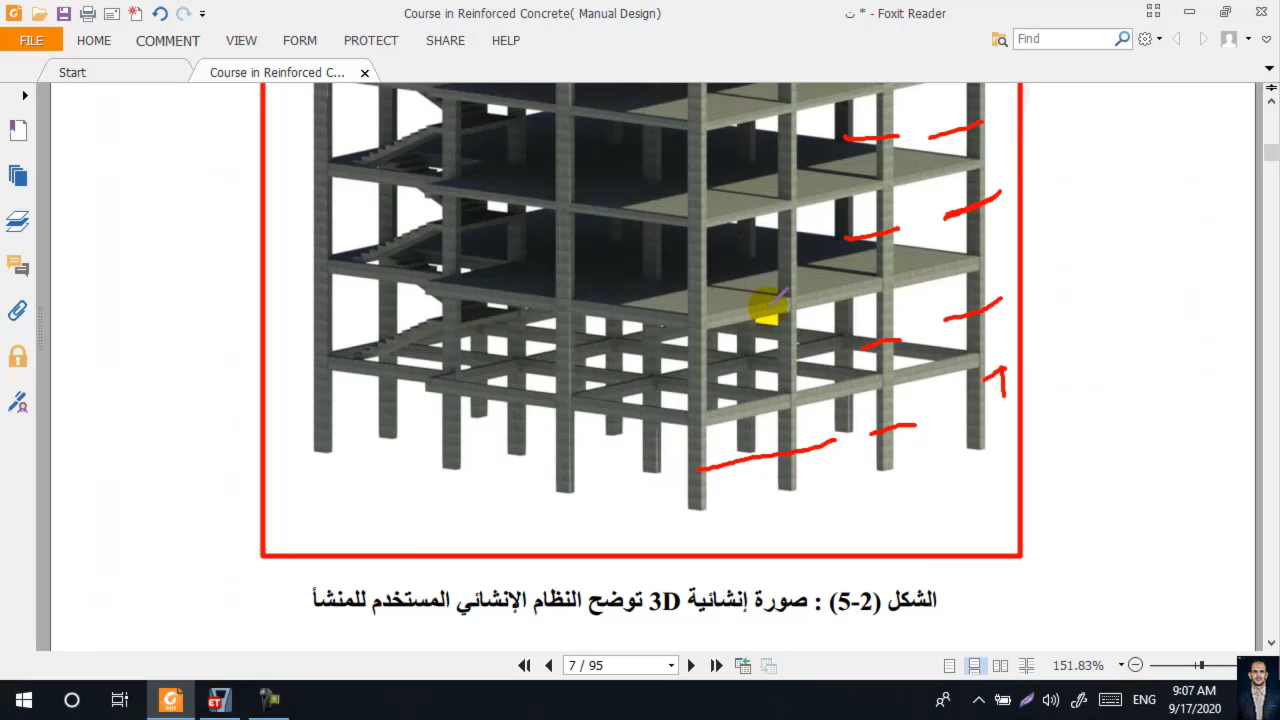 Course in Reinforced Concrete( Manual Design) ت * - Foxit Reader
FILE HOME COMMENT VIEW FORM PROTECT SHARE HELP Find
Start Course in Reinforced C...
الشكل (2-5) : صورة إنشائية 3D توضح النظام الإنشائي المستخدم للمنشأ
7 / 95 151.83%
ET PDF ENG 9:07 AM
9/17/2020